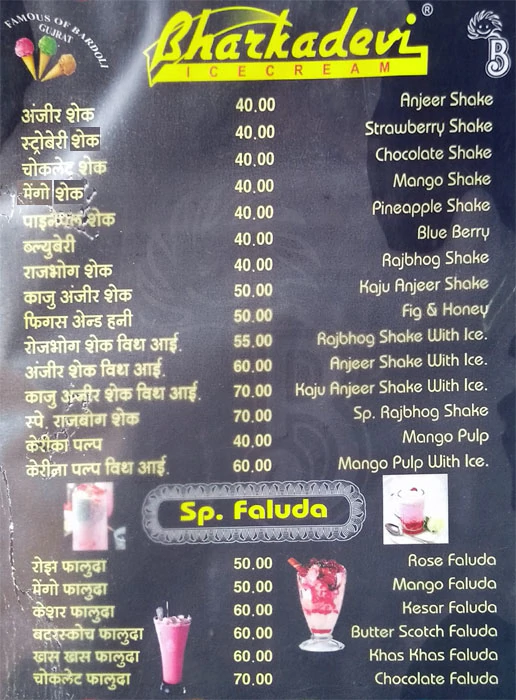 FAMOUS OF BARDOLI
GUJRAT
Bharkadevi®
ICECREAM
B
अंजीर शेक 40.00 Anjeer Shake
स्ट्रोबेरी शेक 40.00 Strawberry Shake
चोकलेट शेक 40.00 Chocolate Shake
मेंगो शेक 40.00 Mango Shake
पाइनेपल शेक 40.00 Pineapple Shake
ब्ल्युबेरी 40.00 Blue Berry
राजभोग शेक 40.00 Rajbhog Shake
काजु अंजीर शेक 50.00 Kaju Anjeer Shake
फिगस अेन्ड हनी 50.00 Fig & Honey
रोजभोग शेक विथ आई. 55.00 Rajbhog Shake With Ice.
अंजीर शेक विथ आई. 60.00 Anjeer Shake With Ice.
काजु अंजीर शेक विथ आई. 70.00 Kaju Anjeer Shake With Ice.
स्पे. राजबोग शेक 70.00 Sp. Rajbhog Shake
केरीका पल्प 40.00 Mango Pulp
केरीना पल्प विथ आई. 60.00 Mango Pulp With Ice.
Sp. Faluda
रोझ फालुदा 50.00 Rose Faluda
मेंगो फालुदा 50.00 Mango Faluda
केशर फालुदा 60.00 Kesar Faluda
बटरस्कोच फालुदा 60.00 Butter Scotch Faluda
खस खस फालुदा 60.00 Khas Khas Faluda
चोकलेट फालुदा 70.00 Chocolate Faluda